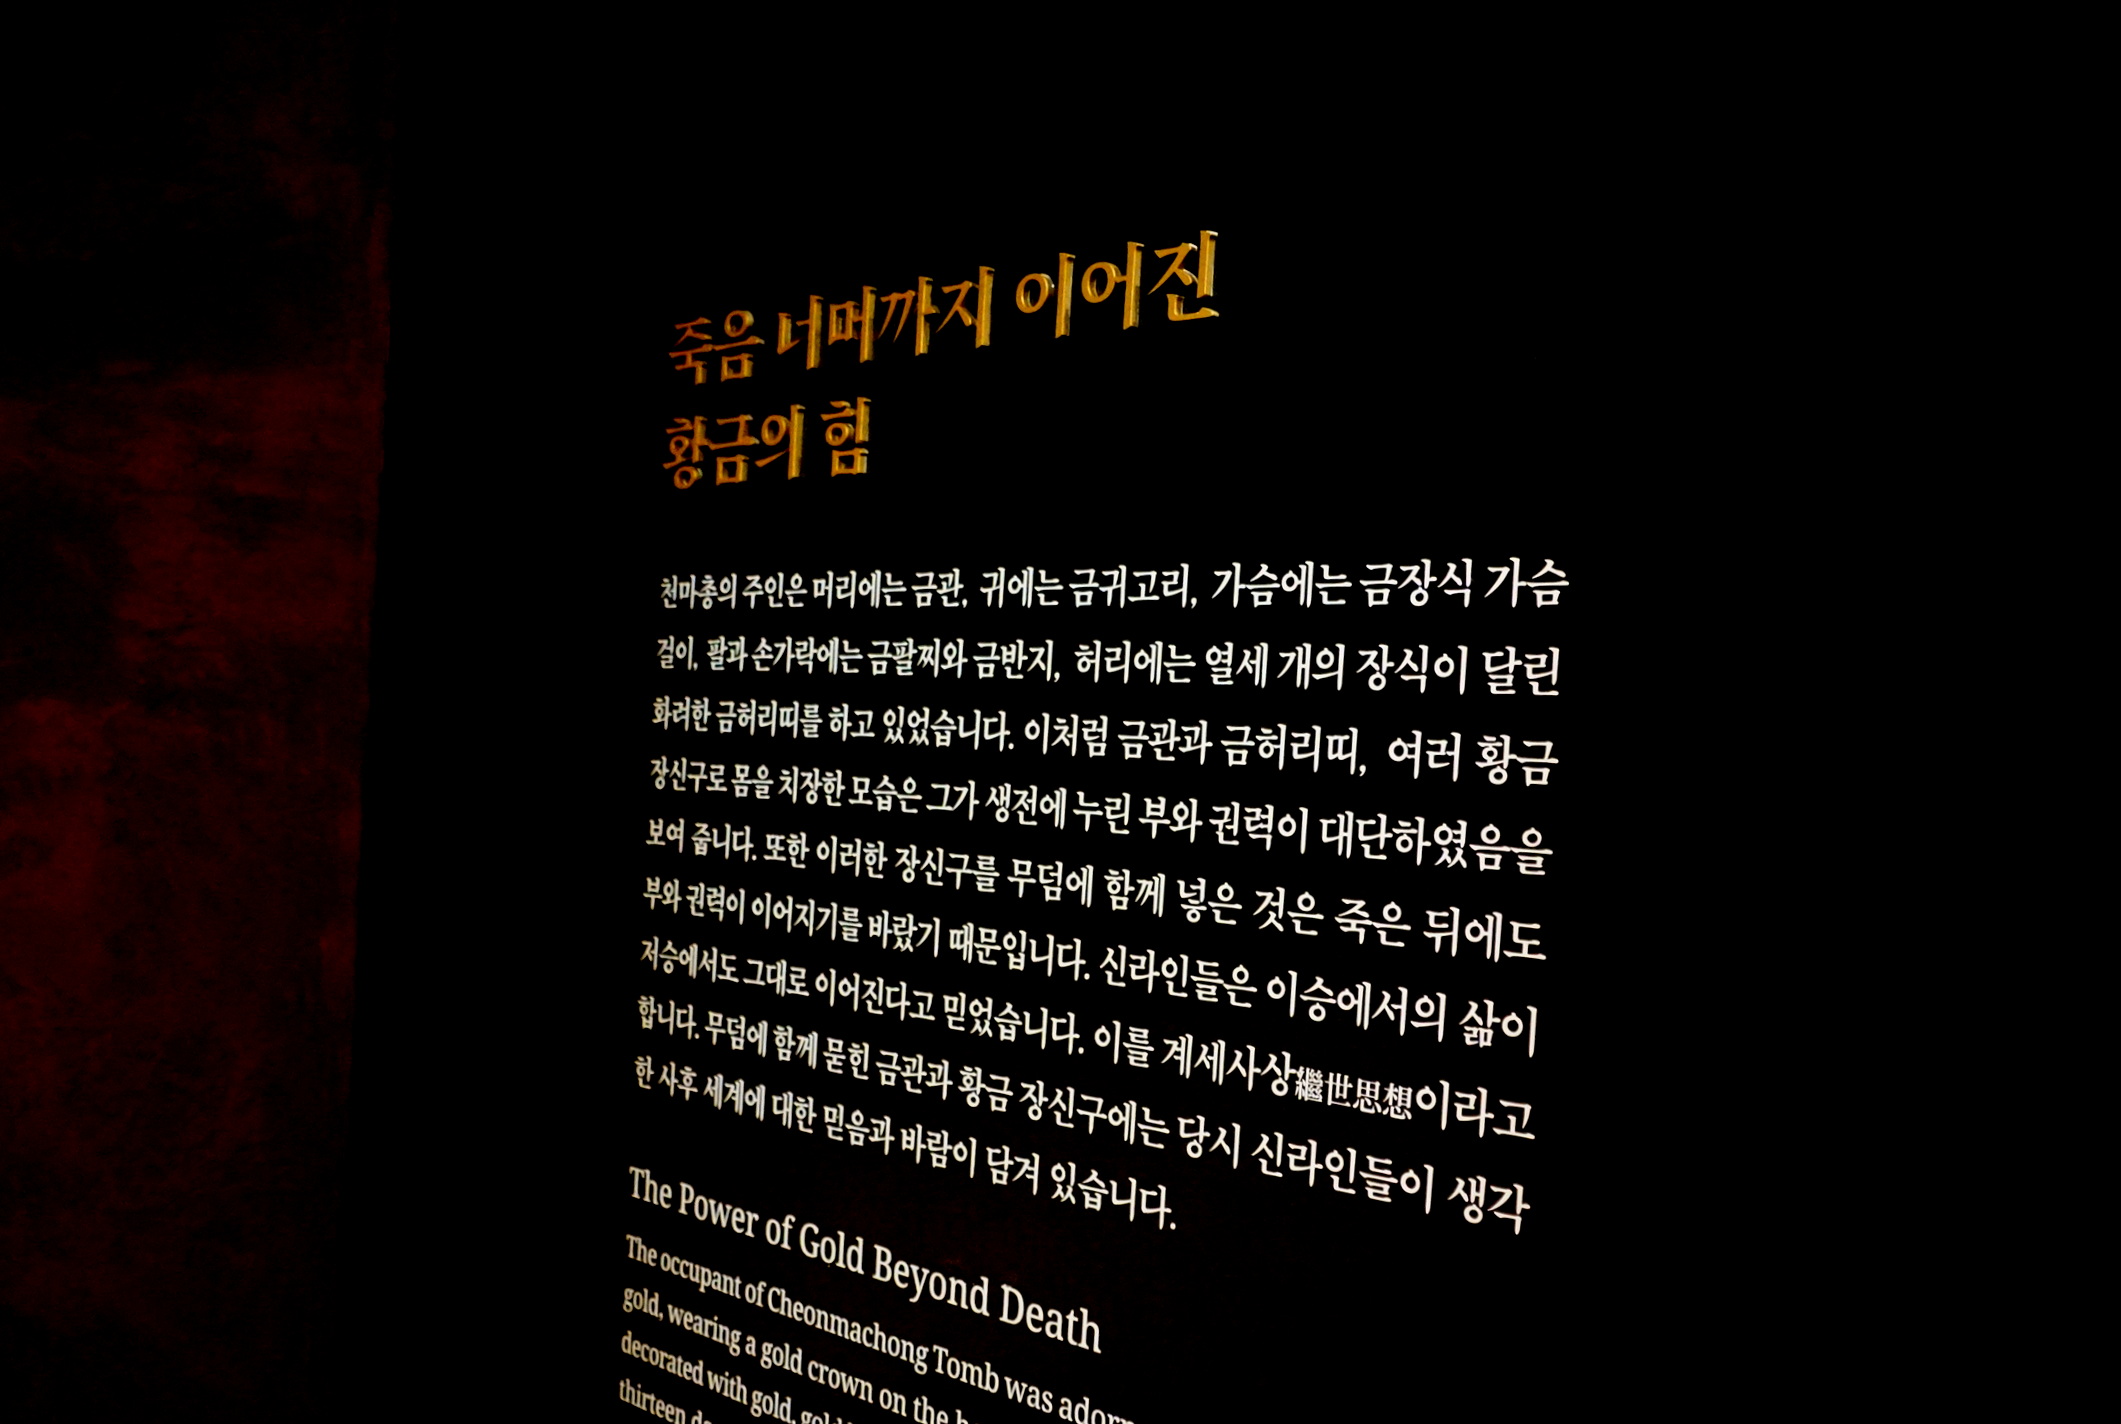 죽음 너머까지 이어진
황금의 힘
천마총의 주인은 머리에는 금관, 귀에는 금귀고리, 가슴에는 금장식 가슴
걸이, 팔과 손가락에는 금팔찌와 금반지, 허리에는 열세 개의 장식이 달린
화려한 금허리띠를 하고 있었습니다. 이처럼 금관과 금허리띠, 여러 황금
장신구로 몸을 치장한 모습은 그가 생전에 누린 부와 권력이 대단하였음을
보여 줍니다. 또한 이러한 장신구를 무덤에 함께 넣은 것은 죽은 뒤에도
부와 권력이 이어지기를 바랐기 때문입니다. 신라인들은 이승에서의 삶이
저승에서도 그대로 이어진다고 믿었습니다. 이를 계세사상繼世思想이라고
합니다. 무덤에 함께 묻힌 금관과 황금 장신구에는 당시 신라인들이 생각
한 사후 세계에 대한 믿음과 바람이 담겨 있습니다.
The Power of Gold Beyond Death
The occupant of Cheonmachong Tomb was
gold, wearing a gold crown on the
decorated with gold,
thirteen